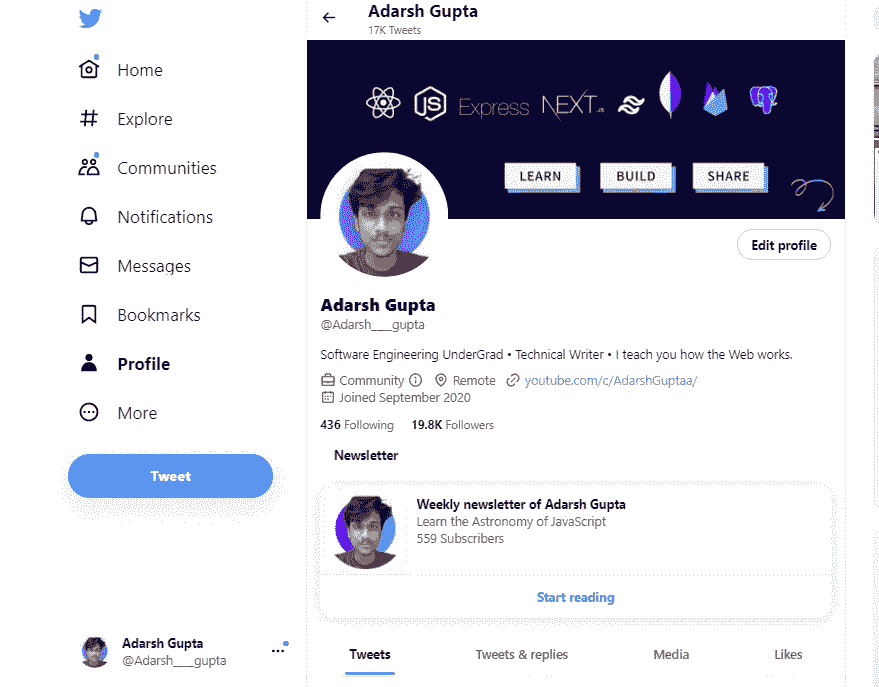 Adarsh Gupta
17K Tweets
Home
Explore
Communities
Notifications
Messages
Bookmarks
Profile
More
Tweet
Adarsh Gupta
@Adarsh___gupta
JS
Express
NEXT.JS
LEARN
BUILD
SHARE
Edit profile
Adarsh Gupta
@Adarsh___gupta
Software Engineering UnderGrad • Technical Writer • I teach you how the Web works.
Community Remote youtube.com/c/AdarshGuptaa/
Joined September 2020
436 Following 19.8K Followers
Newsletter
Weekly newsletter of Adarsh Gupta
Learn the Astronomy of JavaScript
559 Subscribers
Start reading
Tweets Tweets & replies Media Likes